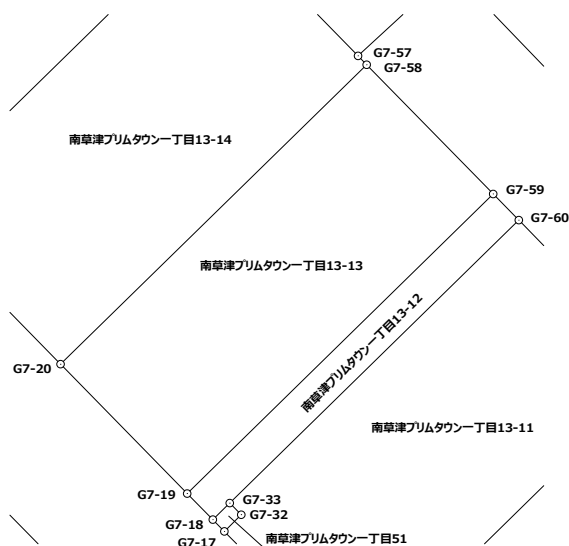 G7-57
G7-58
南草津プリムタウン一丁目13-14
G7-59
G7-60
南草津プリムタウン一丁目13-13
南草津プリムタウン一丁目13-12
G7-20
南草津プリムタウン一丁目13-11
G7-19
G7-33
G7-32
G7-18
G7-17
南草津プリムタウン一丁目51